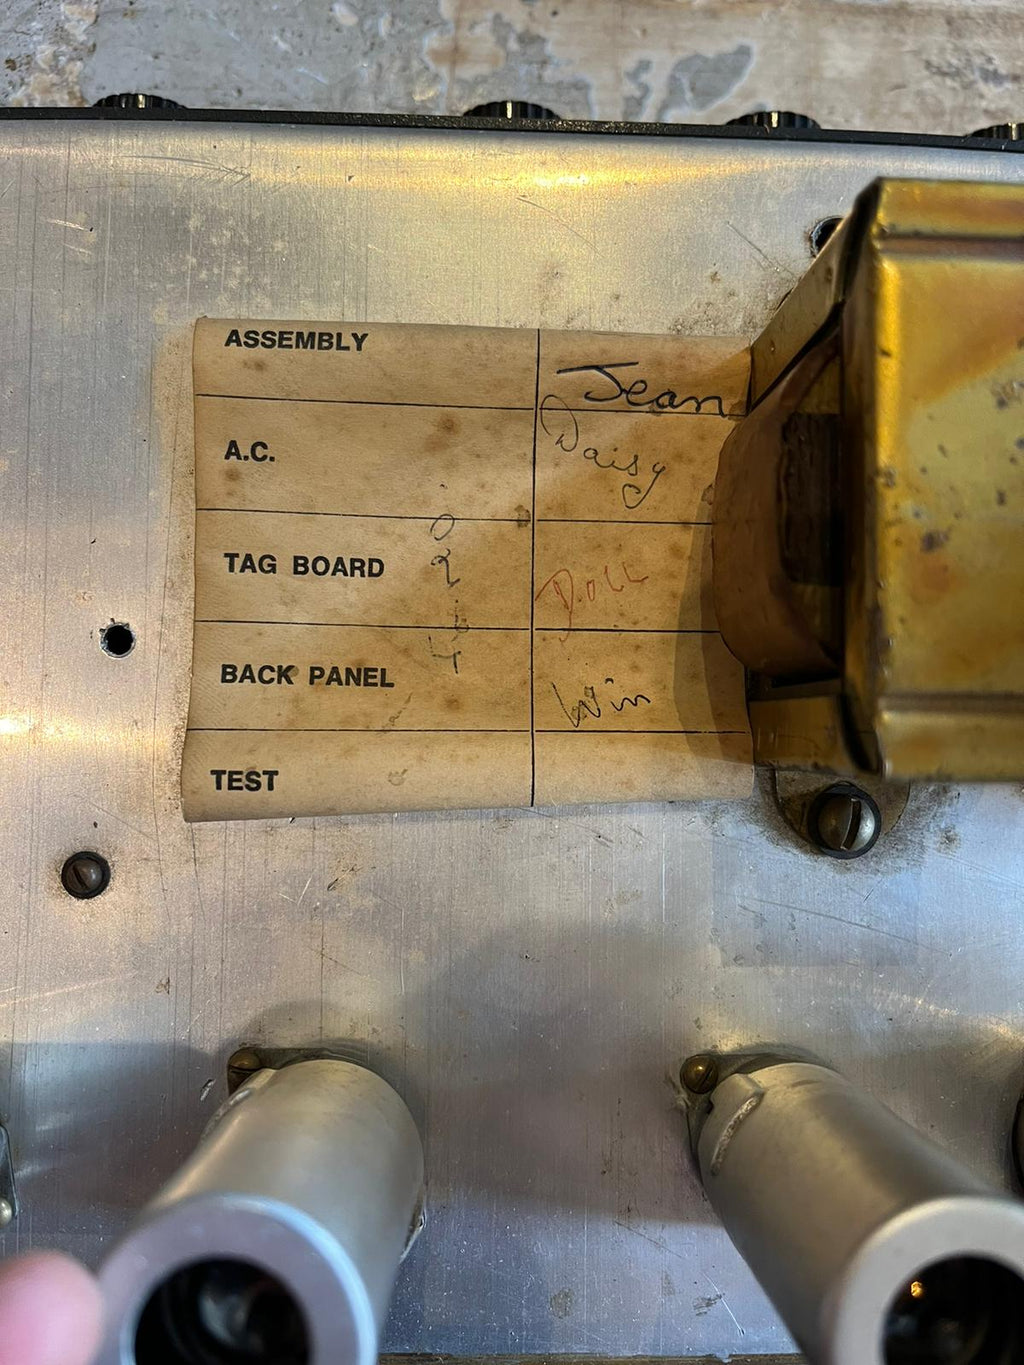 ASSEMBLY Jean
A.C. Daisy
TAG BOARD Doll
BACK PANEL Win
TEST